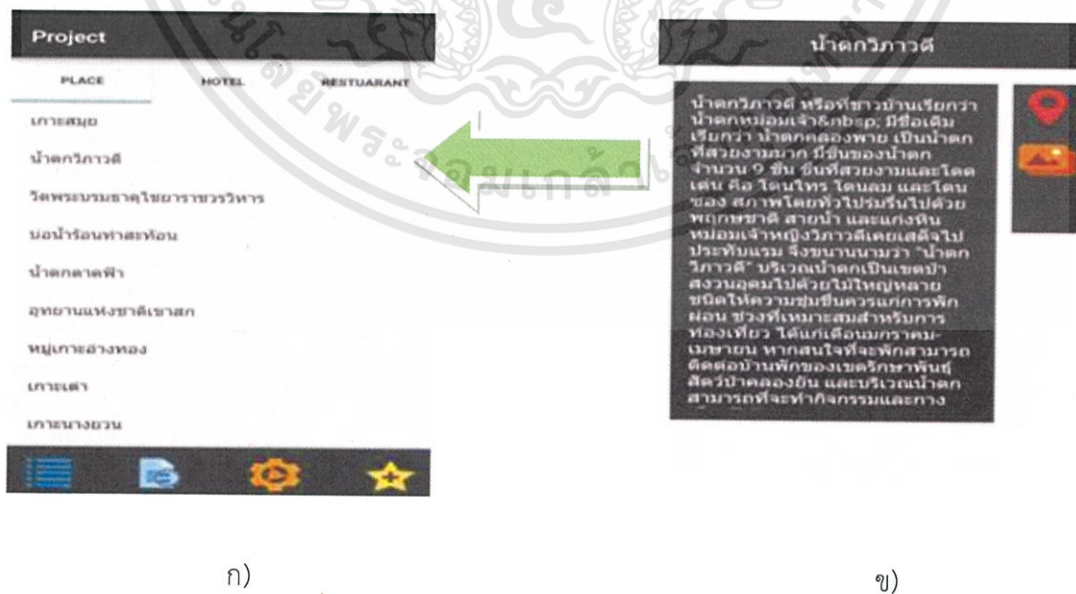 Project
PLACE HOTEL RESTUARANT
เกาะสมุย
น้ำตกวิภาวดี
วัดพระบรมธาตุไชยาราชวรวิหาร
บ่อน้ำร้อนท่าสะท้อน
น้ำตกดาดฟ้า
อุทยานแห่งชาติเขาสก
หมู่เกาะอ่างทอง
เกาะเต่า
เกาะนางยวน
ก)
น้ำตกวิภาวดี
น้ำตกวิภาวดี หรือที่ชาวบ้านเรียกว่า
น้ำตกหม่อมเจ้า&nbsp; มีชื่อเดิม
เรียกว่า น้ำตกคลองพาย เป็นน้ำตก
ที่สวยงามมาก มีชั้นของน้ำตก
จำนวน 9 ชั้น ชั้นที่สวยงามและโดด
เด่น คือ โตนไทร โตนลม และโตน
ซอง สภาพโดยทั่วไปร่มรื่นไปด้วย
พฤกษชาติ สายน้ำ และแก่งหิน
หม่อมเจ้าหญิงวิภาวดีเคยเสด็จไป
ประทับแรม จึงขนานนามว่า "น้ำตก
วิภาวดี" บริเวณน้ำตกเป็นเขตป่า
สงวนอุดมไปด้วยไม้ใหญ่หลาย
ชนิดให้ความชุ่มชื้นควรแก่การพัก
ผ่อน ช่วงที่เหมาะสมสำหรับการ
ท่องเที่ยว ได้แก่เดือนมกราคม-
เมษายน หากสนใจที่จะพักสามารถ
ติดต่อบ้านพักของเขตรักษาพันธุ์
สัตว์ป่าคลองยัน และบริเวณน้ำตก
สามารถที่จะทำกิจกรรมและกาง
ข)
พระจอมเกล้า